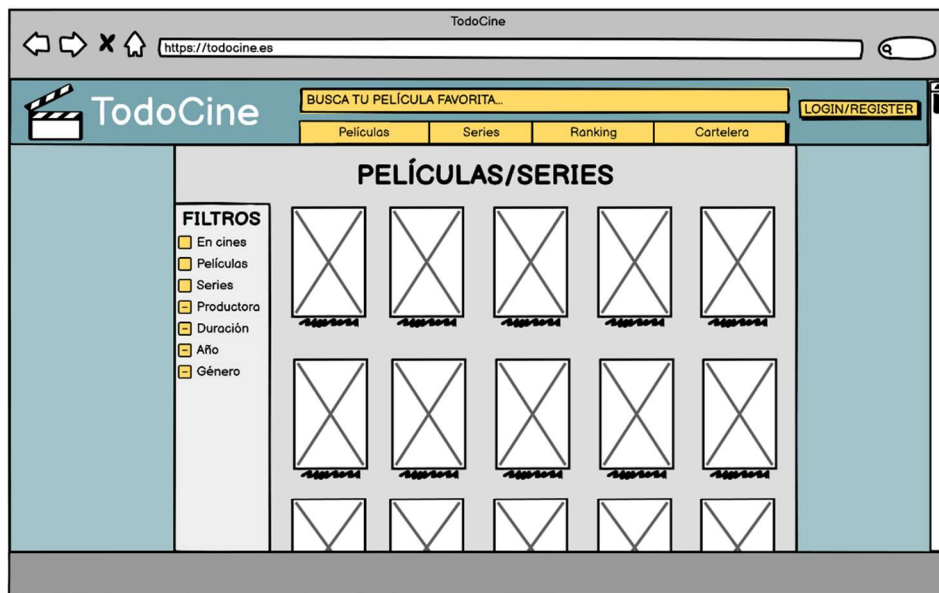 TodoCine
https://todocine.es
TodoCine
BUSCA TU PELÍCULA FAVORITA...
LOGIN/REGISTER
Películas
Series
Ranking
Cartelera
PELÍCULAS/SERIES
FILTROS
En cines
Películas
Series
Productora
Duración
Año
Género